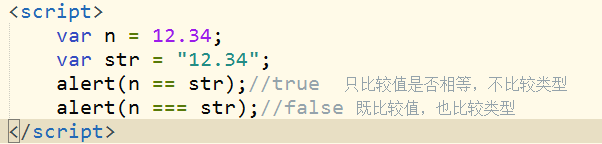 <script>
var n = 12.34;
var str = "12.34";
alert(n == str);//true 只比较值是否相等，不比较类型
alert(n === str);//false 既比较值，也比较类型
</script>